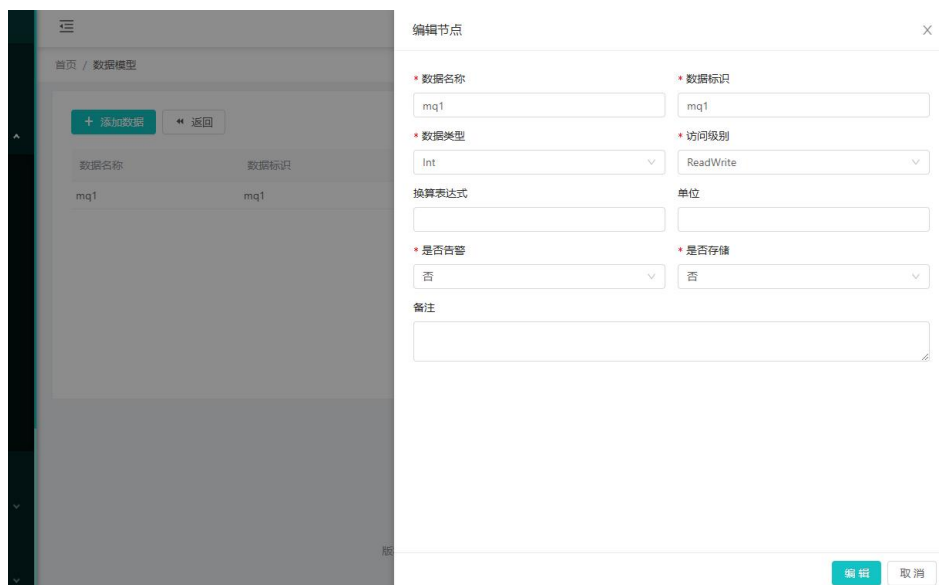 首页 / 数据模型
+ 添加数据
返回
数据名称 数据标识
mq1 mq1
版
编辑节点
* 数据名称 * 数据标识
mq1 mq1
* 数据类型 * 访问级别
Int ReadWrite
换算表达式 单位
* 是否告警 * 是否存储
否 否
备注
编辑 取消